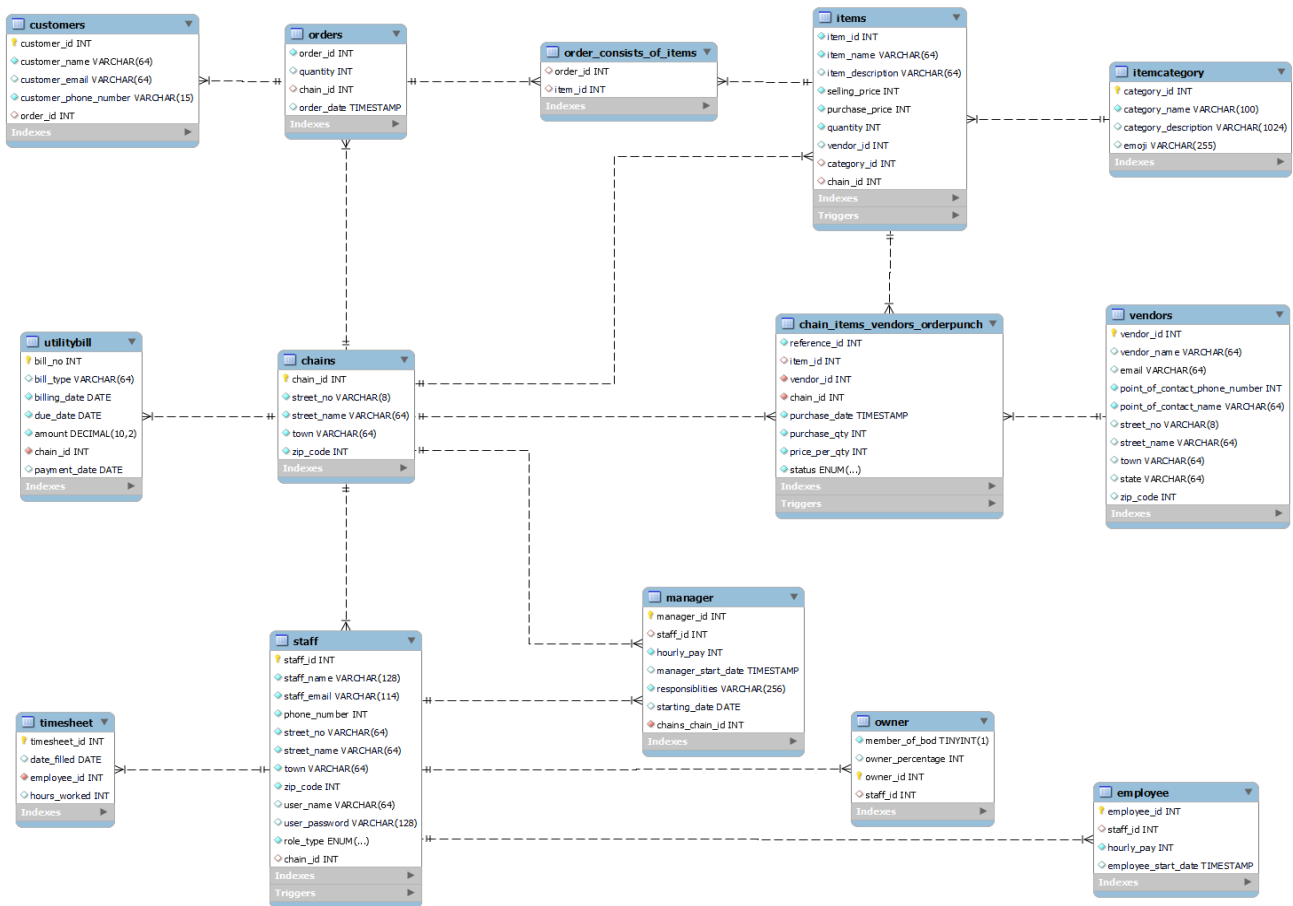 customers
customer_id INT
customer_name VARCHAR(64)
customer_email VARCHAR(64)
customer_phone_number VARCHAR(15)
order_id INT
Indexes
orders
order_id INT
quantity INT
chain_id INT
order_date TIMESTAMP
Indexes
order_consists_of_items
order_id INT
item_id INT
Indexes
items
item_id INT
item_name VARCHAR(64)
item_description VARCHAR(64)
selling_price INT
purchase_price INT
quantity INT
vendor_id INT
category_id INT
chain_id INT
Indexes
Triggers
itemcategory
category_id INT
category_name VARCHAR(100)
category_description VARCHAR(1024)
emoji VARCHAR(255)
Indexes
utilitybill
bill_no INT
bill_type VARCHAR(64)
billing_date DATE
due_date DATE
amount DECIMAL(10,2)
chain_id INT
payment_date DATE
Indexes
chains
chain_id INT
street_no VARCHAR(8)
street_name VARCHAR(64)
town VARCHAR(64)
zip_code INT
Indexes
chain_items_vendors_orderpunch
reference_id INT
item_id INT
vendor_id INT
chain_id INT
purchase_date TIMESTAMP
purchase_qty INT
price_per_qty INT
status ENUM(...)
Indexes
Triggers
vendors
vendor_id INT
vendor_name VARCHAR(64)
email VARCHAR(64)
point_of_contact_phone_number INT
point_of_contact_name VARCHAR(64)
street_no VARCHAR(8)
street_name VARCHAR(64)
town VARCHAR(64)
state VARCHAR(64)
zip_code INT
Indexes
manager
manager_id INT
staff_id INT
hourly_pay INT
manager_start_date TIMESTAMP
responsiblities VARCHAR(256)
starting_date DATE
chains_chain_id INT
Indexes
staff
staff_id INT
staff_name VARCHAR(128)
staff_email VARCHAR(114)
phone_number INT
street_no VARCHAR(64)
street_name VARCHAR(64)
town VARCHAR(64)
zip_code INT
user_name VARCHAR(64)
user_password VARCHAR(128)
role_type ENUM(...)
chain_id INT
Indexes
Triggers
timesheet
timesheet_id INT
date_filled DATE
employee_id INT
hours_worked INT
Indexes
owner
member_of_bod TINYINT(1)
owner_percentage INT
owner_id INT
staff_id INT
Indexes
employee
employee_id INT
staff_id INT
hourly_pay INT
employee_start_date TIMESTAMP
Indexes